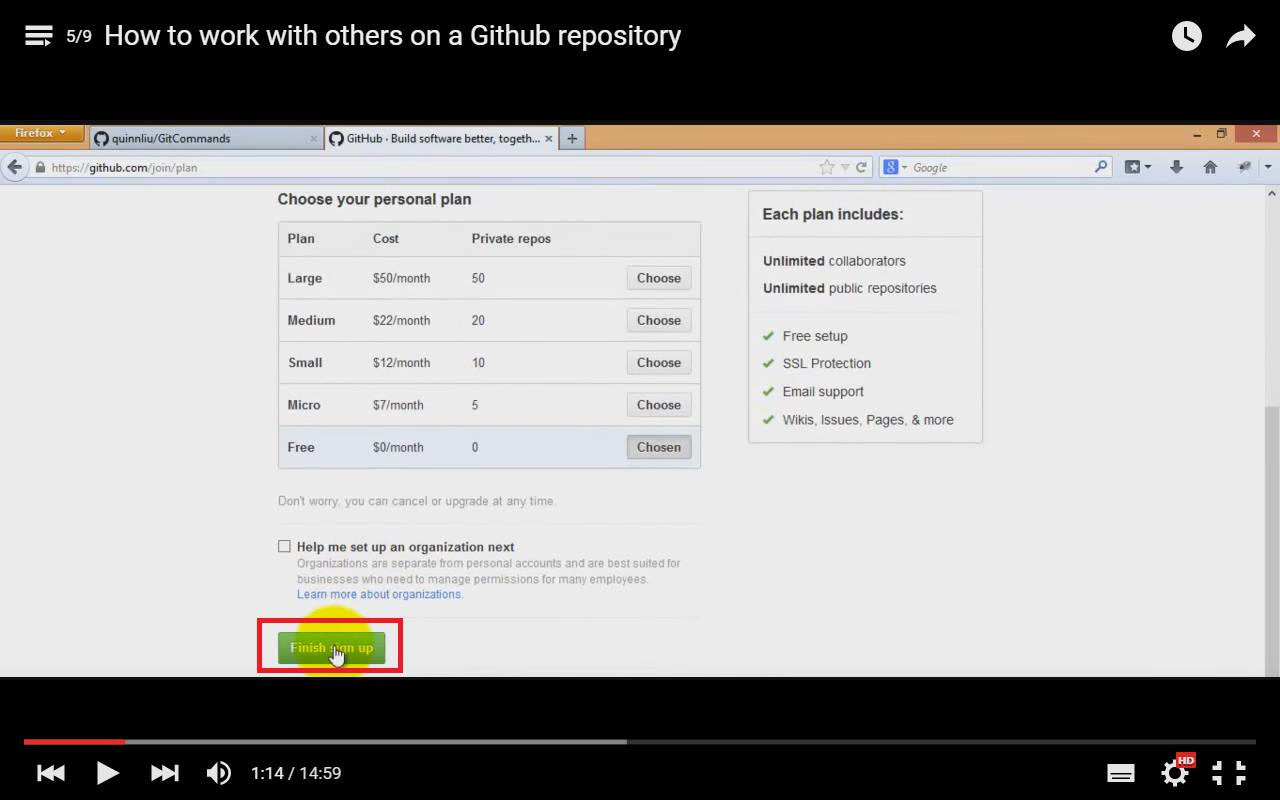 5/9 How to work with others on a Github repository
Firefox
quinnliu/GitCommands
GitHub · Build software better, togeth...
https://github.com/join/plan
Google
Choose your personal plan
Plan Cost Private repos
Large $50/month 50 Choose
Medium $22/month 20 Choose
Small $12/month 10 Choose
Micro $7/month 5 Choose
Free $0/month 0 Chosen
Don't worry, you can cancel or upgrade at any time.
Help me set up an organization next
Organizations are separate from personal accounts and are best suited for
businesses who need to manage permissions for many employees.
Learn more about organizations.
Finish sign up
Each plan includes:
Unlimited collaborators
Unlimited public repositories
Free setup
SSL Protection
Email support
Wikis, Issues, Pages, & more
1:14 / 14:59
HD